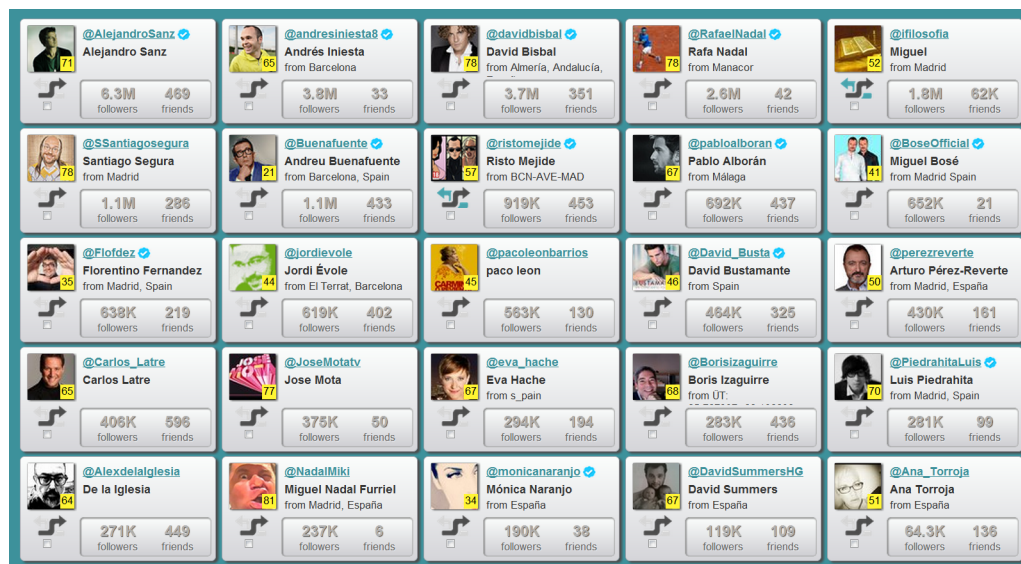 @AlejandroSanz
Alejandro Sanz
71
6.3M 469
followers friends
@andresiniesta8
Andrés Iniesta
from Barcelona
65
3.8M 33
followers friends
@davidbisbal
David Bisbal
from Almería, Andalucía,
78
3.7M 351
followers friends
@RafaelNadal
Rafa Nadal
from Manacor
78
2.6M 42
followers friends
@ifilosofia
Miguel
from Madrid
52
1.8M 62K
followers friends
@SSantiagosegura
Santiago Segura
from Madrid
78
1.1M 286
followers friends
@Buenafuente
Andreu Buenafuente
from Barcelona, Spain
21
1.1M 433
followers friends
@ristomejide
Risto Mejide
from BCN-AVE-MAD
57
919K 453
followers friends
@pabloalboran
Pablo Alborán
from Málaga
67
692K 437
followers friends
@BoseOfficial
Miguel Bosé
from Madrid Spain
41
652K 21
followers friends
@Flofdez
Florentino Fernandez
from Madrid, Spain
35
638K 219
followers friends
@jordievole
Jordi Évole
from El Terrat, Barcelona
44
619K 402
followers friends
@pacoleonbarrios
paco leon
CARMINA
45
563K 130
followers friends
@David_Busta
David Bustamante
from Spain
46
464K 325
followers friends
@perezreverte
Arturo Pérez-Reverte
from Madrid, España
50
430K 161
followers friends
@Carlos_Latre
Carlos Latre
65
406K 596
followers friends
@JoseMotatv
Jose Mota
JOSE
MOTA
77
375K 50
followers friends
@eva_hache
Eva Hache
from s_pain
67
294K 194
followers friends
@Borisizaguirre
Boris Izaguirre
from ÜT:
68
283K 436
followers friends
@PiedrahitaLuis
Luis Piedrahita
from Madrid, Spain
70
281K 99
followers friends
@AlexdelaIglesia
De la Iglesia
64
271K 449
followers friends
@NadalMiki
Miguel Nadal Furriel
from Madrid, España
81
237K 6
followers friends
@monicanaranjo
Mónica Naranjo
from España
34
190K 38
followers friends
@DavidSummersHG
David Summers
from España
67
119K 109
followers friends
@Ana_Torroja
Ana Torroja
from España
51
64.3K 136
followers friends